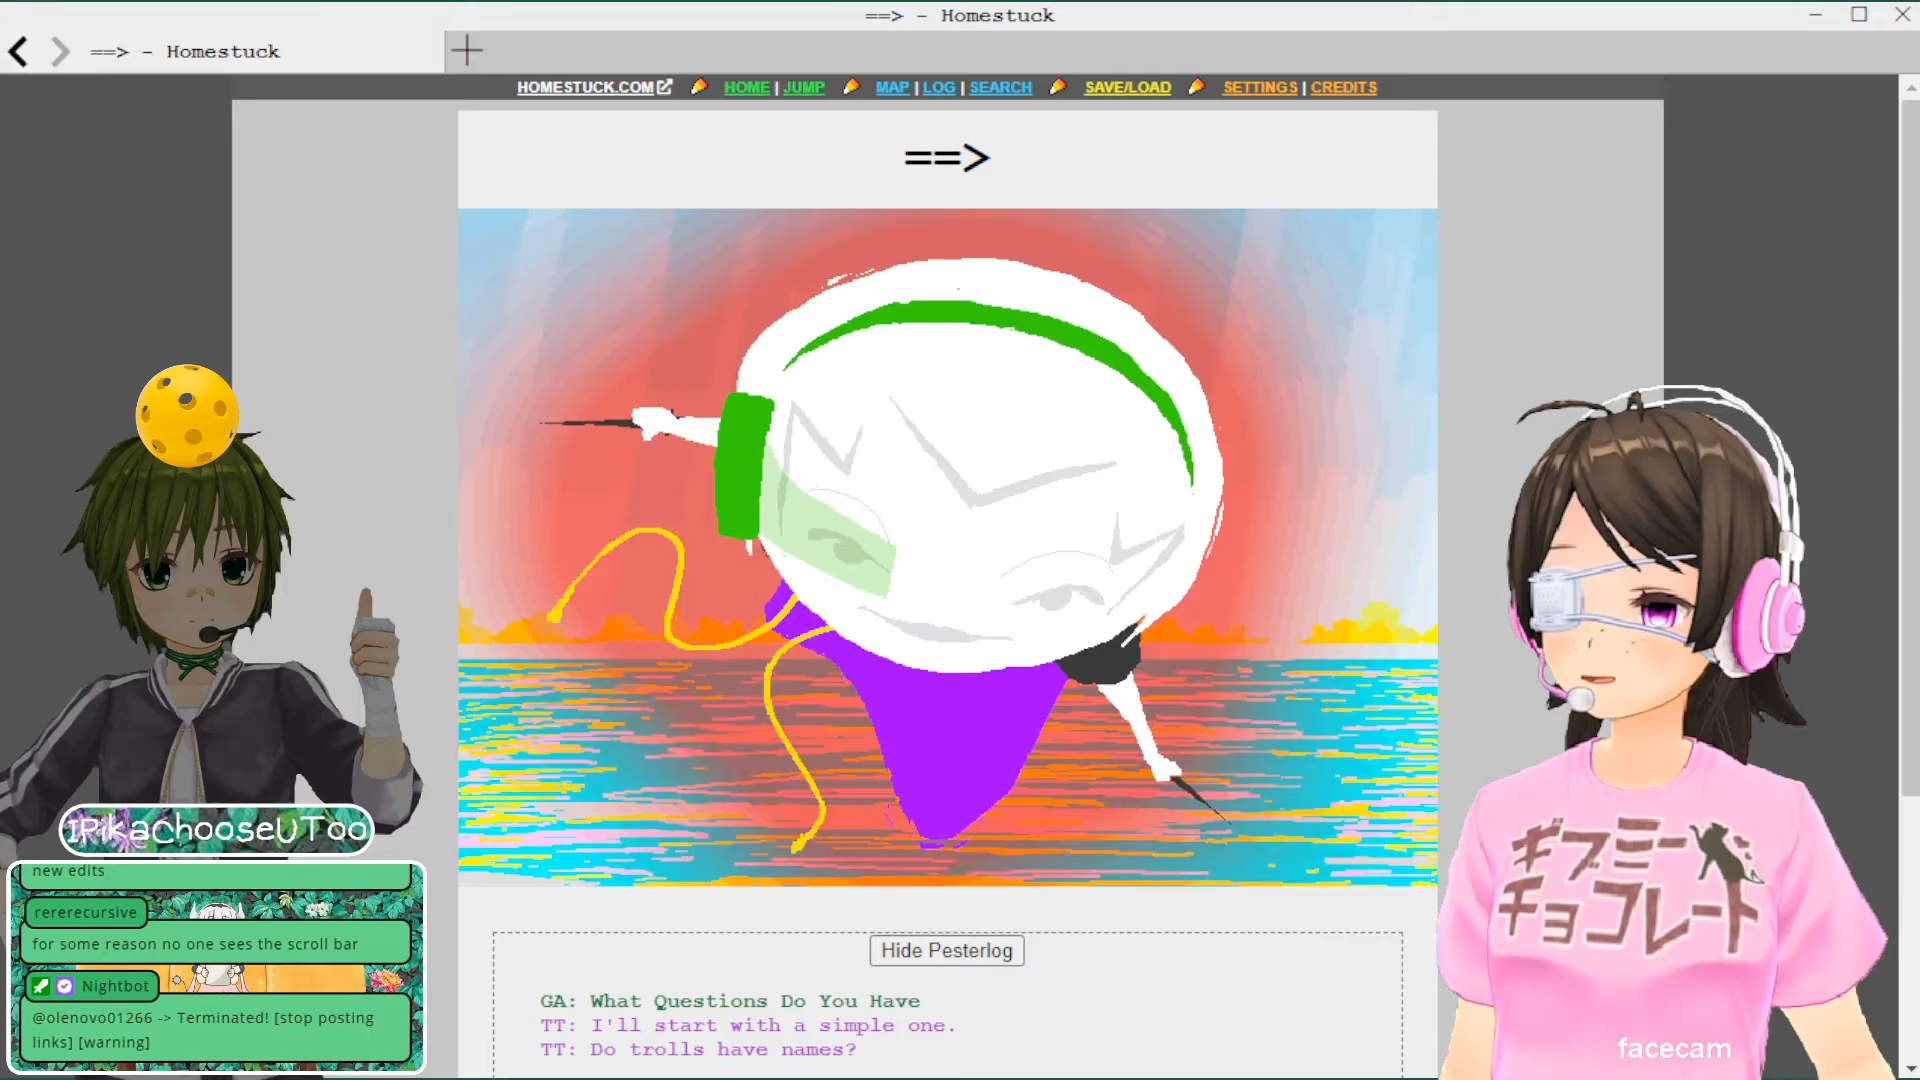 ==> - Homestuck
==> - Homestuck
HOMESTUCK.COM HOME | JUMP MAP | LOG | SEARCH SAVE/LOAD SETTINGS | CREDITS
==>
Hide Pesterlog
GA: What Questions Do You Have
TT: I'll start with a simple one.
TT: Do trolls have names?
IPikachooseUToo
new edits
rererecursive
for some reason no one sees the scroll bar
Nightbot
@olenovo01266 -> Terminated! [stop posting
links] [warning]
ギブミー
チョコレート
facecam